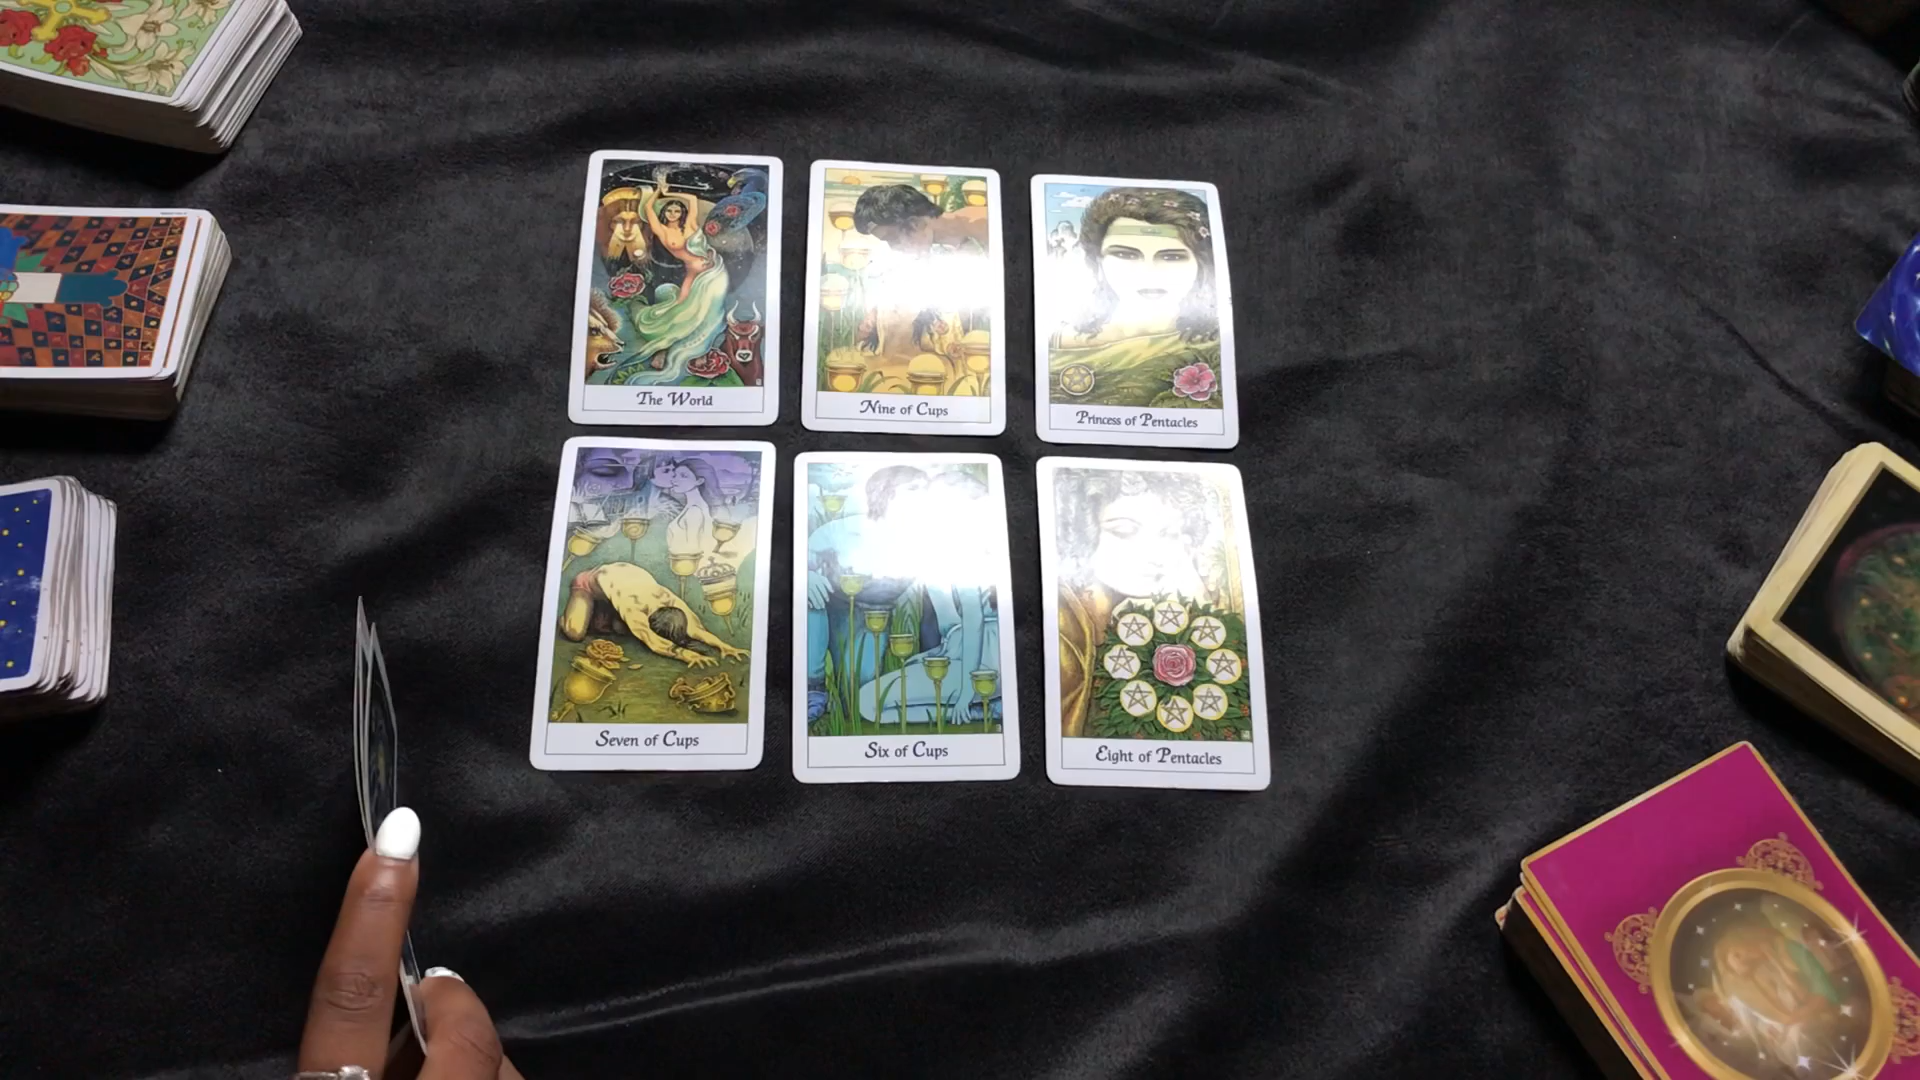 The World
Nine of Cups
Princess of Pentacles
Seven of Cups
Six of Cups
Eight of Pentacles